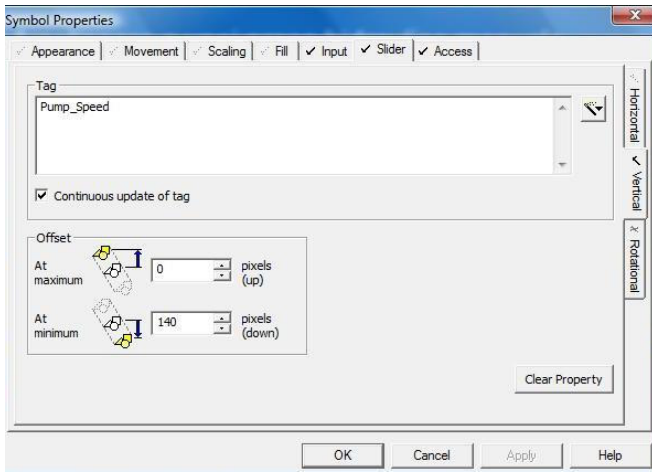 Symbol Properties
Appearance Movement Scaling Fill Input Slider Access
Tag
Pump_Speed
Continuous update of tag
Offset
At maximum
0
pixels (up)
At minimum
140
pixels (down)
Horizontal
Vertical
Rotational
Clear Property
OK Cancel Apply Help